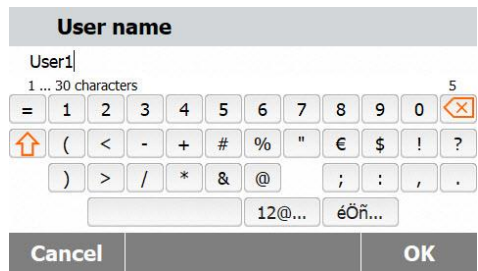 User name
User1
1 ... 30 characters 5
= 1 2 3 4 5 6 7 8 9 0
( < - + # % " € $ ! ?
) > / * & @ ; : , .
12@... éÖñ...
Cancel OK